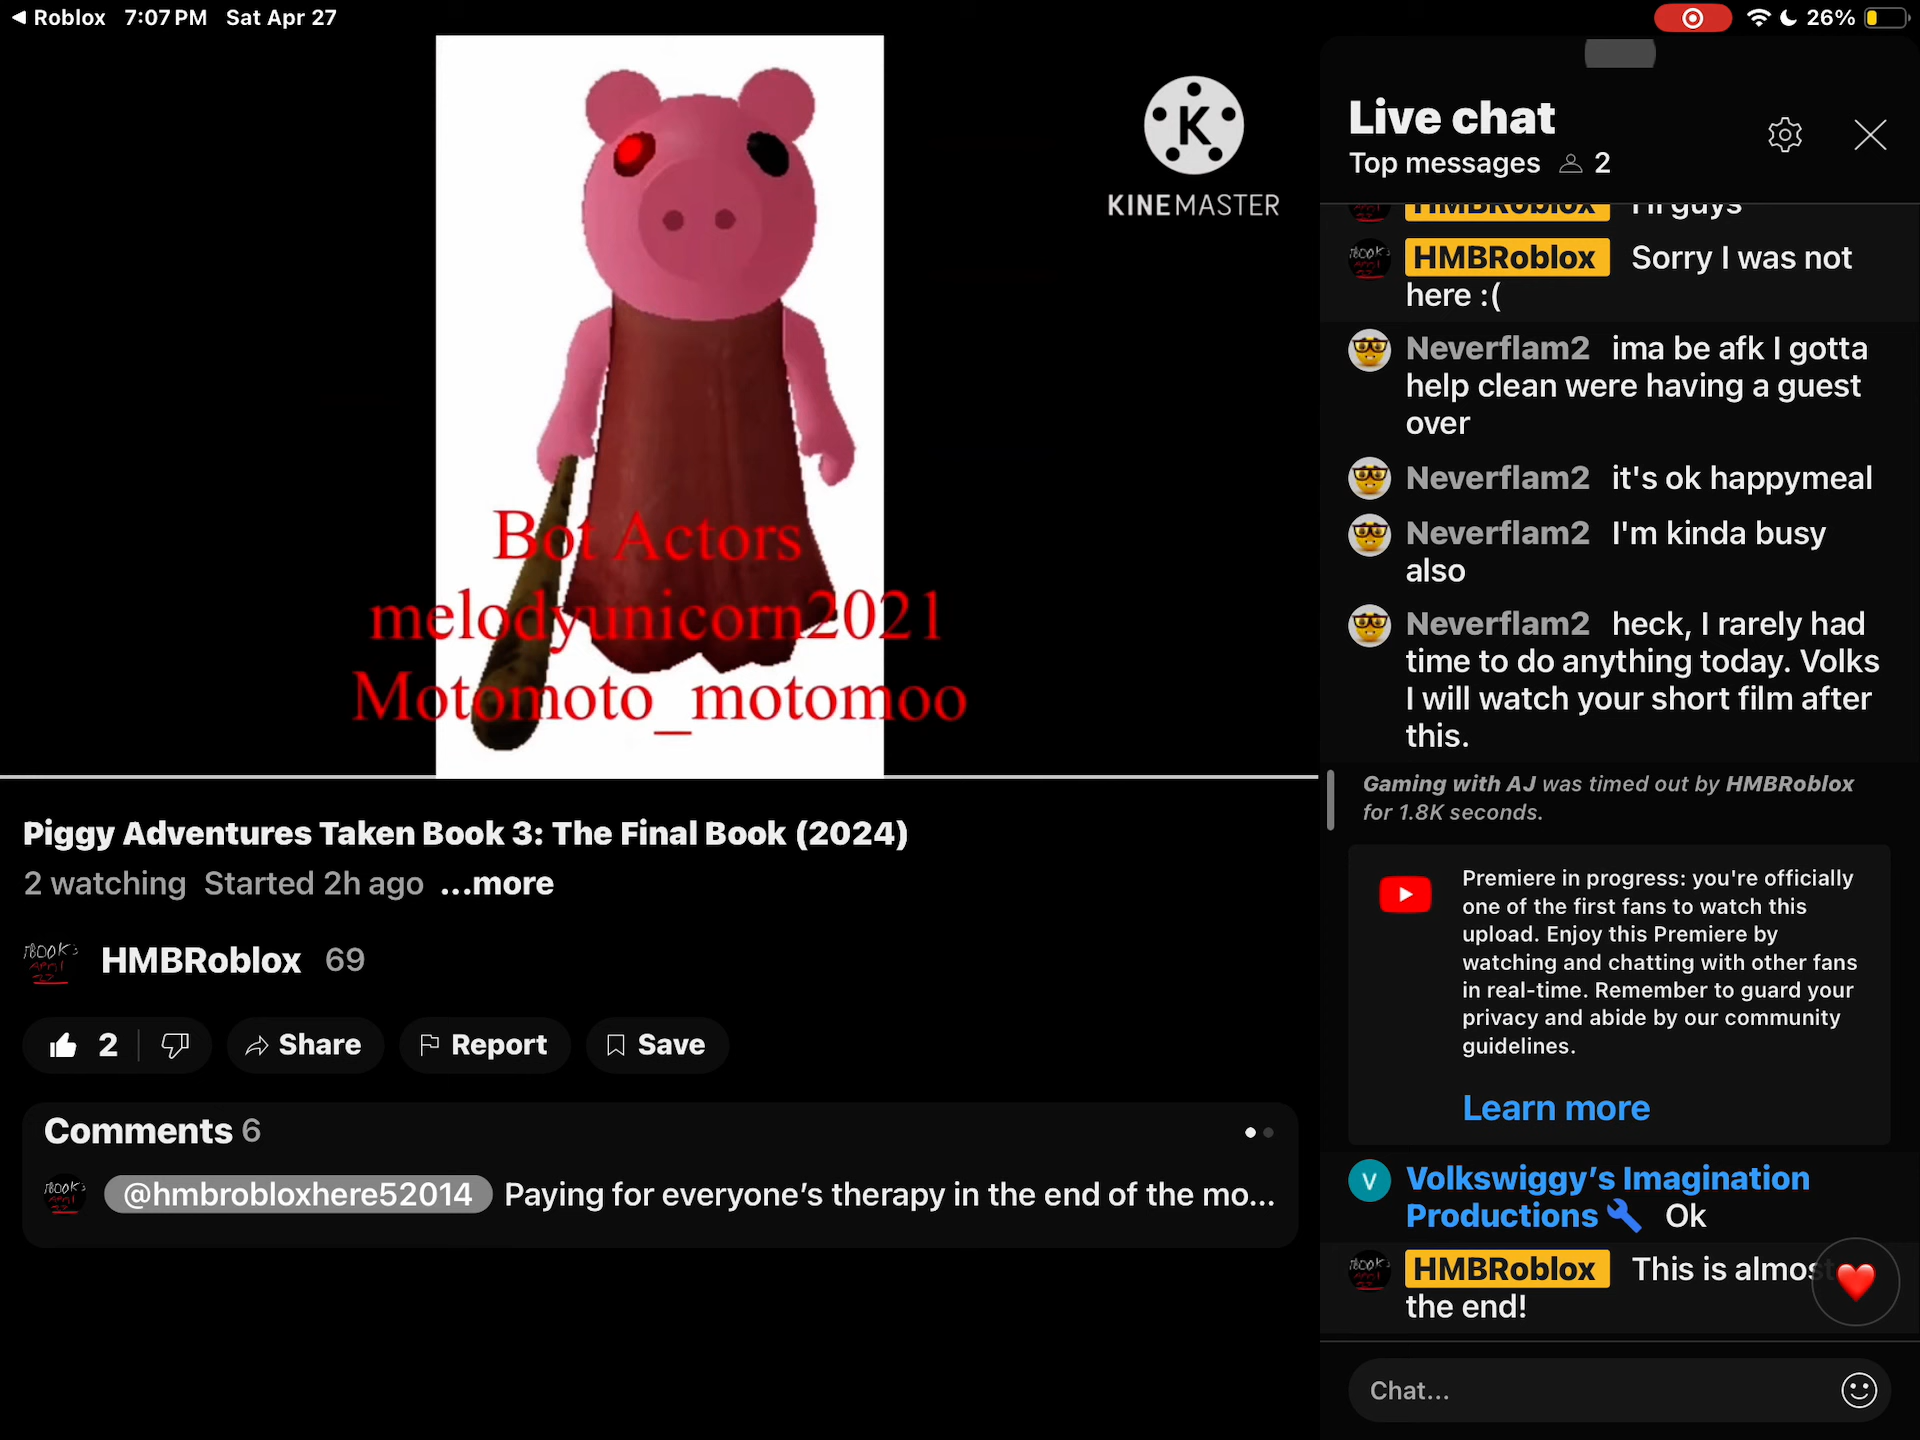 Roblox 7:07 PM Sat Apr 27
26%
K
KINEMASTER
Bot Actors
melodyunicorn2021
Motomoto_motomoo
Piggy Adventures Taken Book 3: The Final Book (2024)
2 watching Started 2h ago ...more
HMBRoblox 69
2 Share Report Save
Comments 6
@hmbrobloxhere52014 Paying for everyone's therapy in the end of the mo...
Live chat
Top messages 2
HMBRoblox Hi guys
HMBRoblox Sorry I was not
here :(
Neverflam2 ima be afk I gotta
help clean were having a guest
over
Neverflam2 it's ok happymeal
Neverflam2 I'm kinda busy
also
Neverflam2 heck, I rarely had
time to do anything today. Volks
I will watch your short film after
this.
Gaming with AJ was timed out by HMBRoblox
for 1.8K seconds.
Premiere in progress: you're officially
one of the first fans to watch this
upload. Enjoy this Premiere by
watching and chatting with other fans
in real-time. Remember to guard your
privacy and abide by our community
guidelines.
Learn more
V Volkswiggy's Imagination
Productions Ok
HMBRoblox This is almos
the end!
Chat...